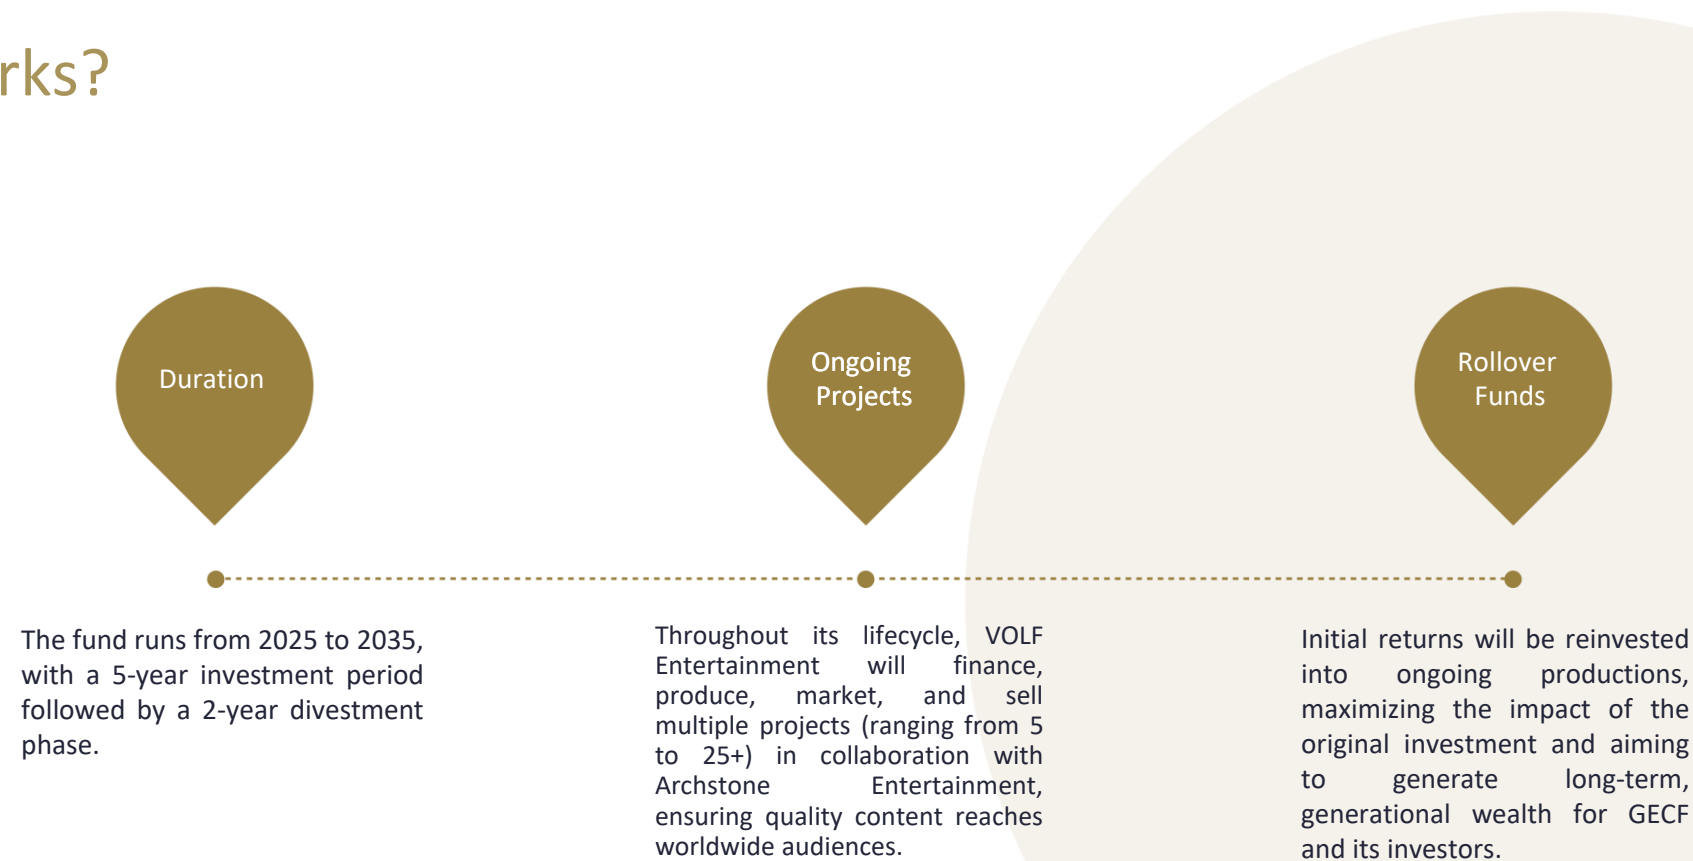 rks?
Duration
Ongoing
Projects
Rollover
Funds
The fund runs from 2025 to 2035,
with a 5-year investment period
followed by a 2-year divestment
phase.
Throughout its lifecycle, VOLF
Entertainment will finance,
produce, market, and sell
multiple projects (ranging from 5
to 25+) in collaboration with
Archstone Entertainment,
ensuring quality content reaches
worldwide audiences.
Initial returns will be reinvested
into ongoing productions,
maximizing the impact of the
original investment and aiming
to generate long-term,
generational wealth for GECF
and its investors.